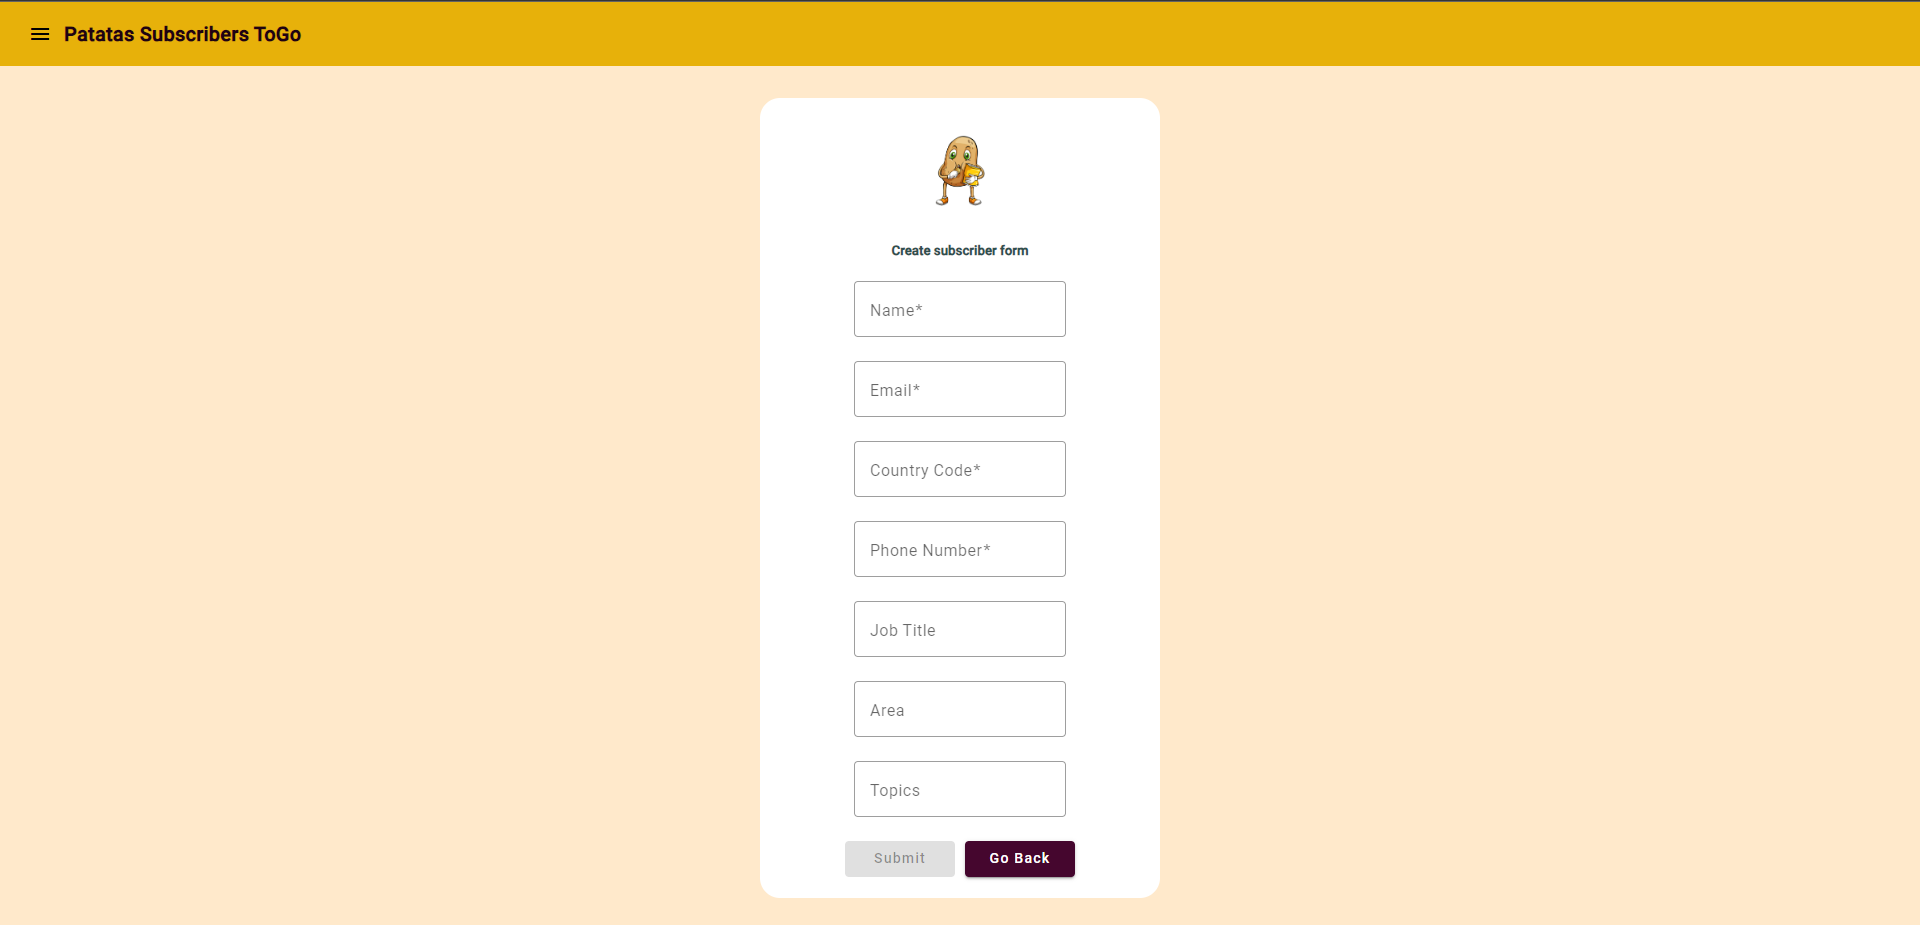 Patatas Subscribers ToGo
Create subscriber form
Name*
Email*
Country Code*
Phone Number*
Job Title
Area
Topics
Submit
Go Back